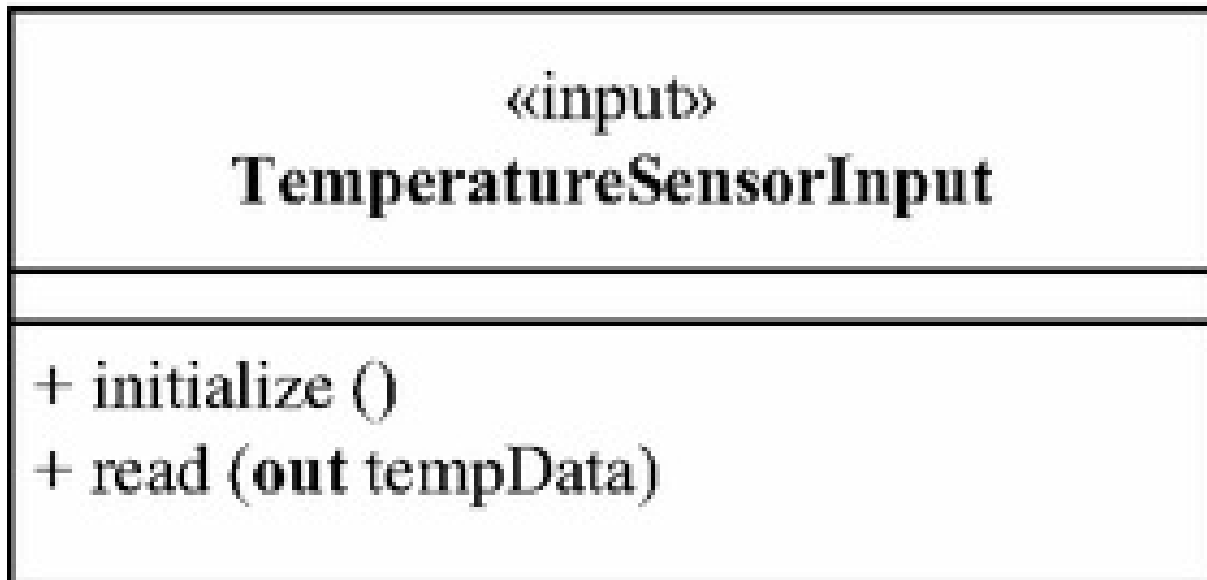 «input»
TemperatureSensorInput
+ initialize ()
+ read (out tempData)